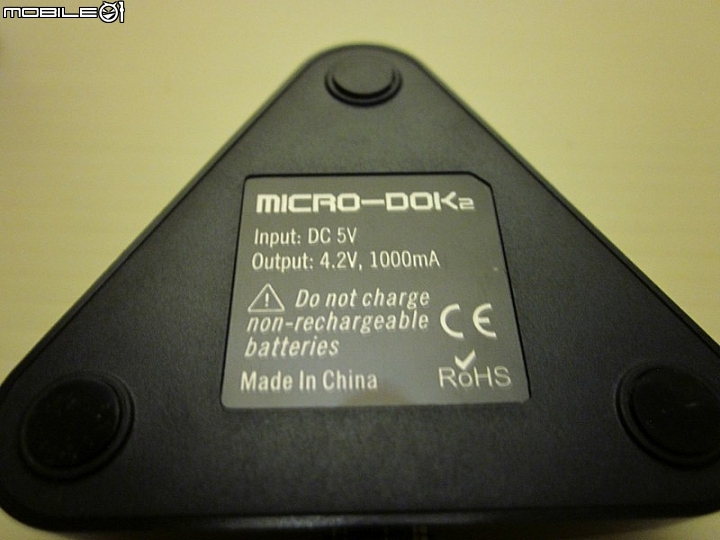 MOBILE01
MICRO-DOK2
Input: DC 5V
Output: 4.2V, 1000mA
Do not charge
non-rechargeable
batteries
CE
Made In China
RoHS